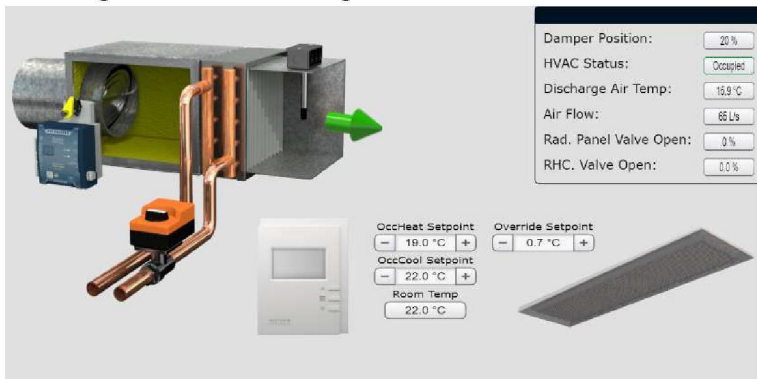 Damper Position: 20 %
HVAC Status: Occupied
Discharge Air Temp: 15.9 °C
Air Flow: 65 L/s
Rad. Panel Valve Open: .0 %
RHC. Valve Open: 0.0 %
OccHeat Setpoint Override Setpoint
− 19.0 °C + − 0.7 °C +
OccCool Setpoint
− 22.0 °C +
Room Temp
22.0 °C